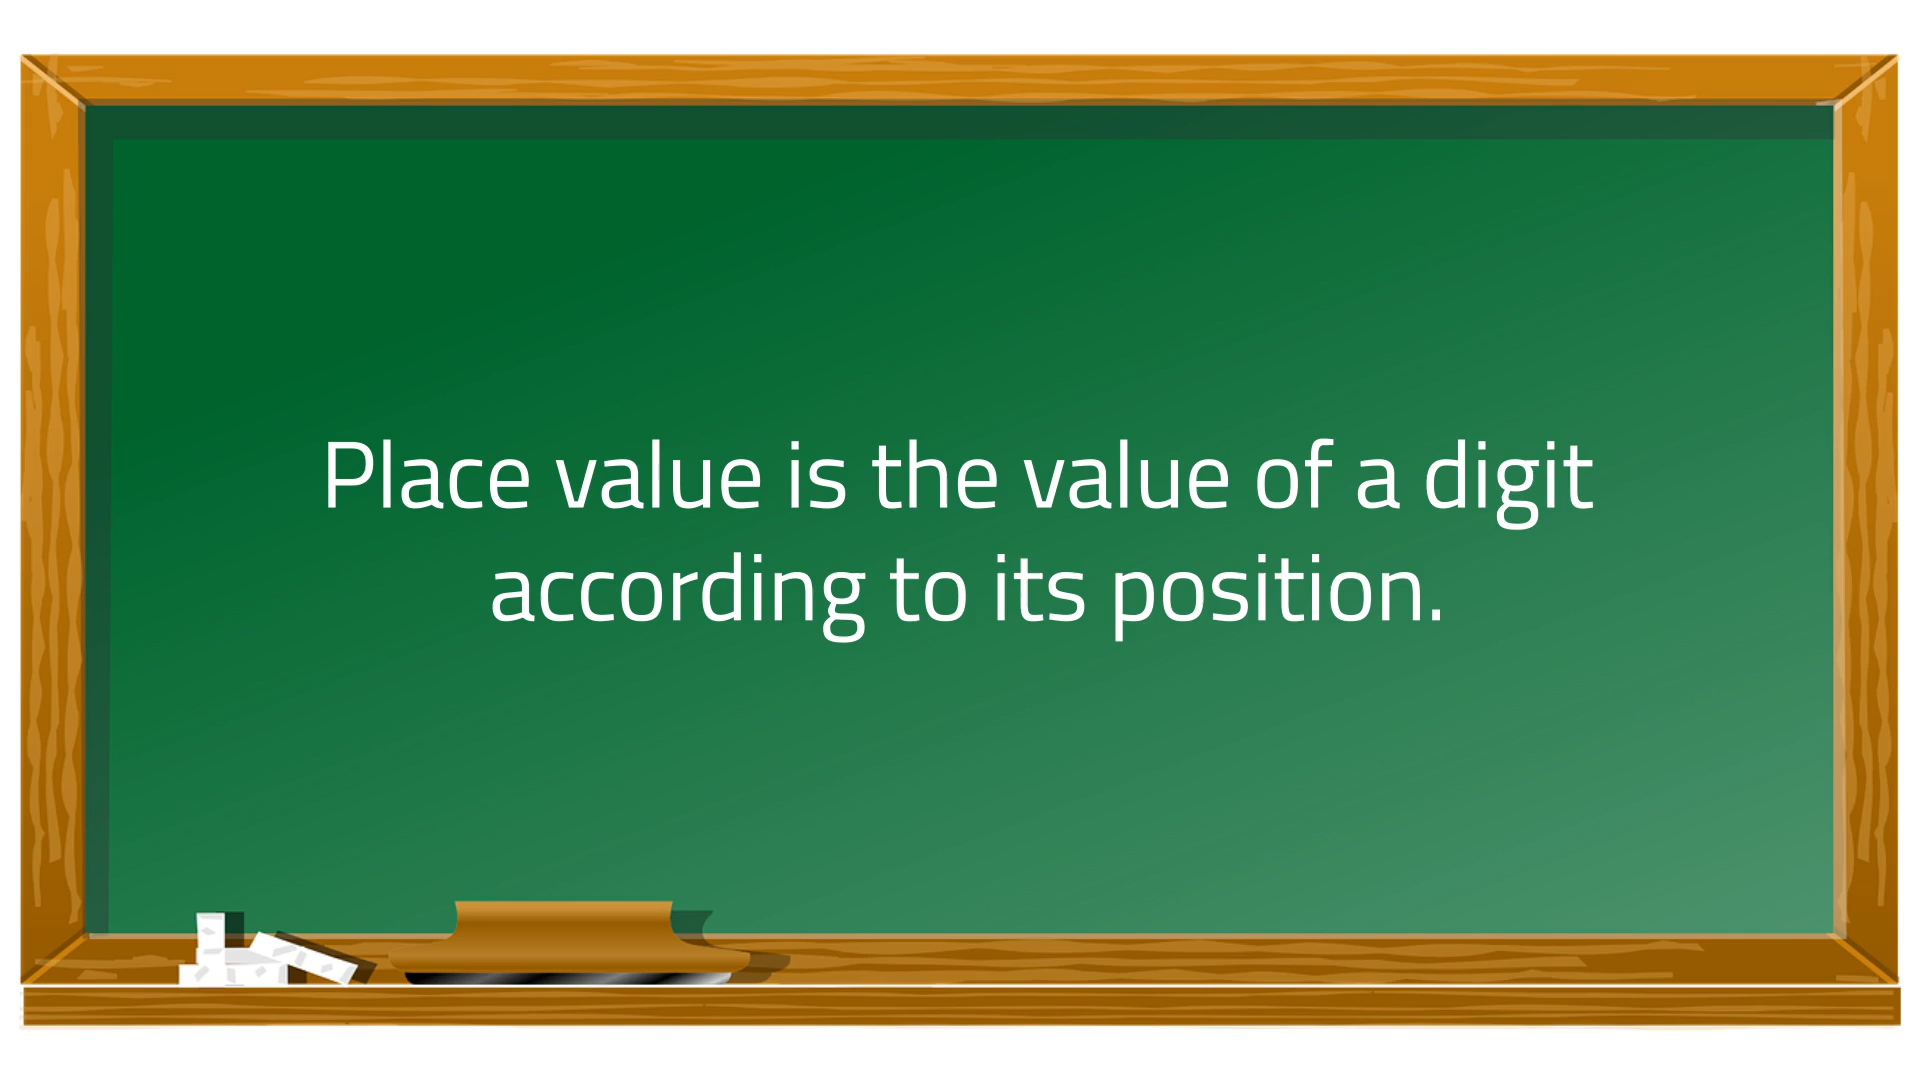 Place value is the value of a digit
according to its position.